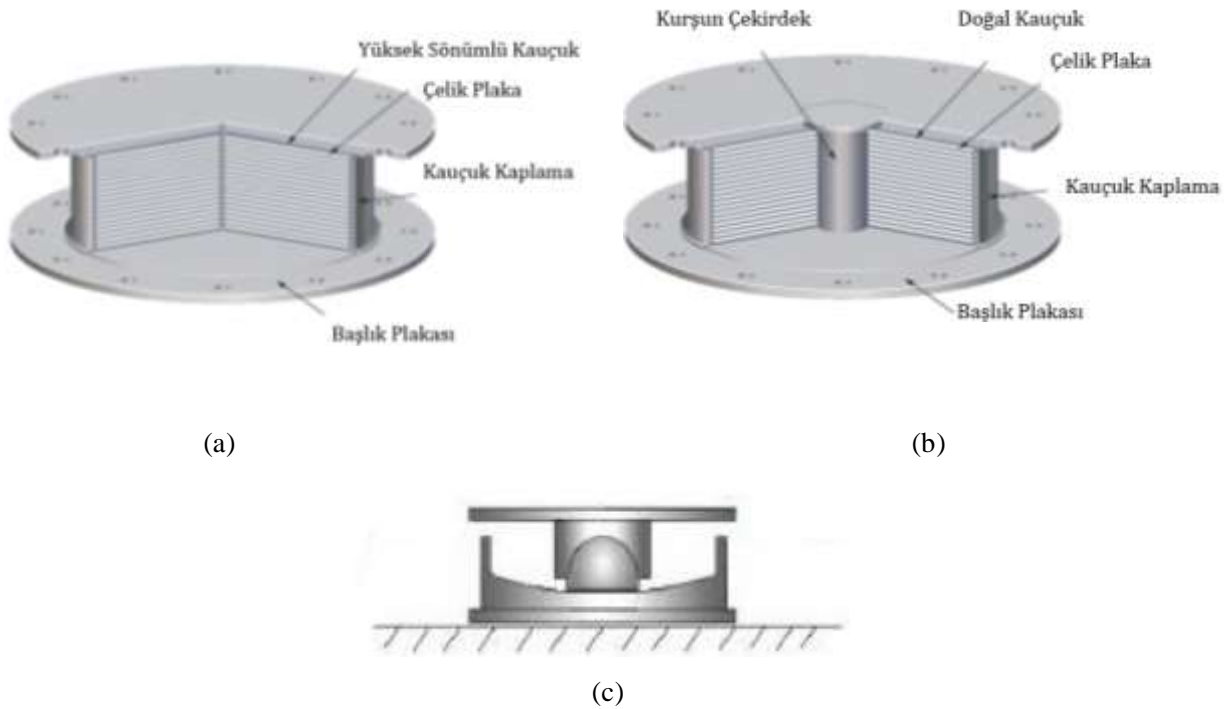 Yüksek Sönümlü Kauçuk
Çelik Plaka
Kauçuk Kaplama
Başlık Plakası
(a)
Kurşun Çekirdek
Doğal Kauçuk
Çelik Plaka
Kauçuk Kaplama
Başlık Plakası
(b)
(c)